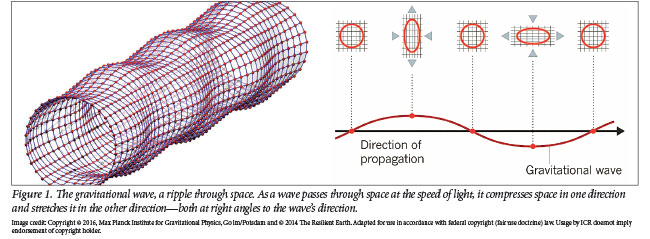 Direction of
propagation
Gravitational wave
Figure 1. The gravitational wave, a ripple through space. As a wave passes through space at the speed of light, it compresses space in one direction
and stretches it in the other direction—both at right angles to the wave's direction.
Image credit: Copyright © 2016, Max Planck Institute for Gravitational Physics, Golm/Potsdam and © 2014 The Resilient Earth. Adapted for use in accordance with federal copyright (fair use doctrine) law. Usage by ICR does not imply
endorsement of copyright holder.